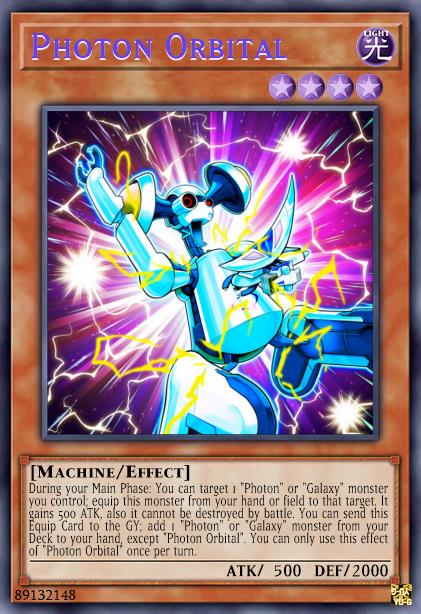 PHOTON ORBITAL
LIGHT
光
[MACHINE/EFFECT]
During your Main Phase: You can target 1 "Photon" or "Galaxy" monster
you control; equip this monster from your hand or field to that target. It
gains 500 ATK, also it cannot be destroyed by battle. You can send this
Equip Card to the GY; add 1 "Photon" or "Galaxy" monster from your
Deck to your hand, except "Photon Orbital". You can only use this effect
of "Photon Orbital" once per turn.
ATK/ 500 DEF/2000
89132148